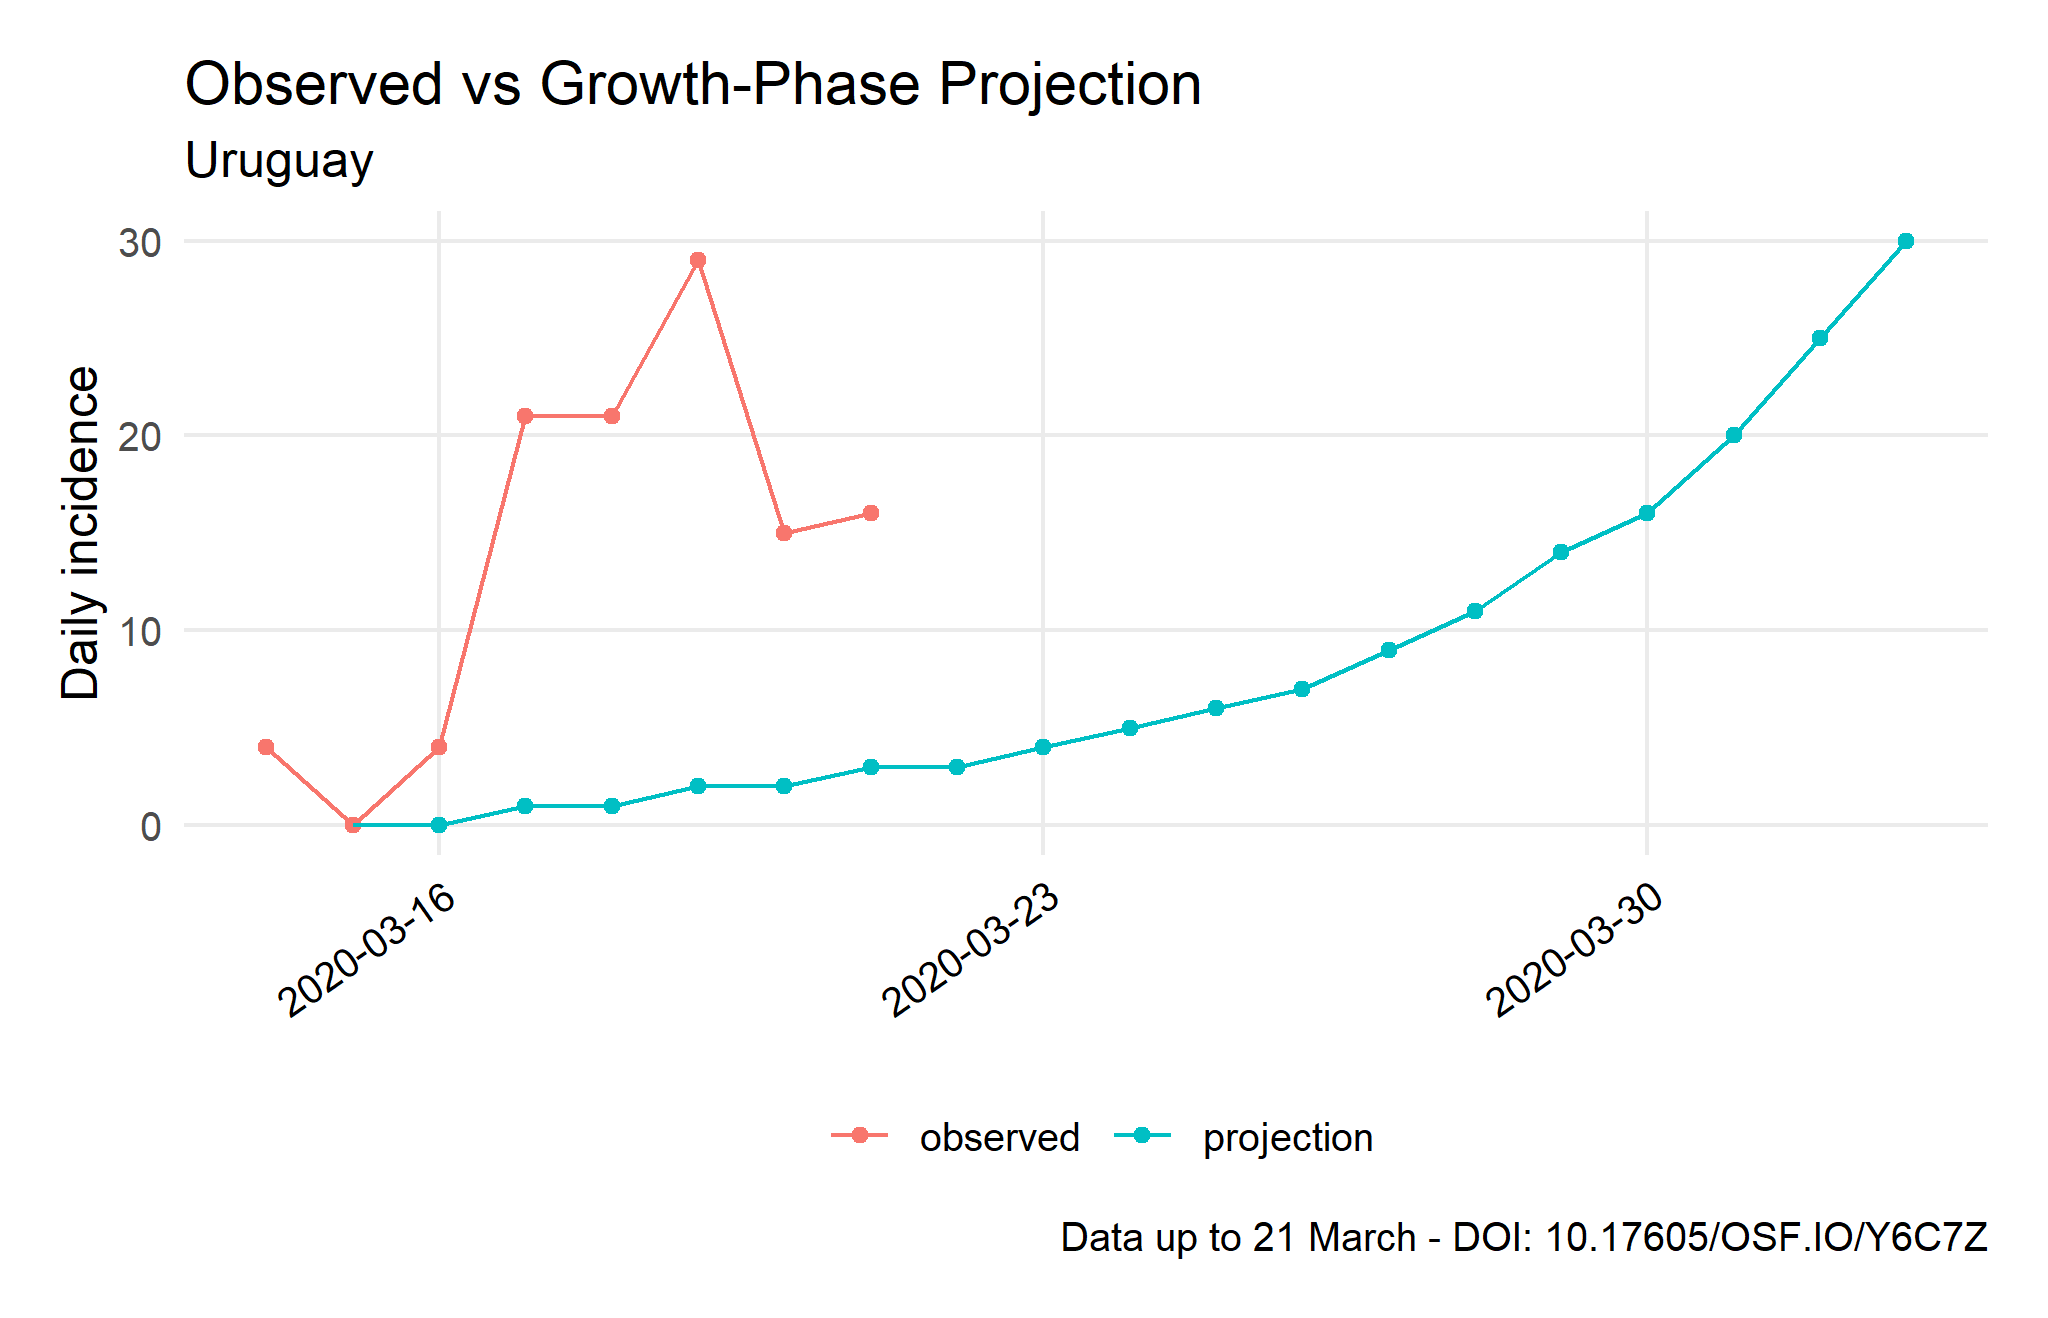 Observed vs Growth-Phase Projection
Uruguay
Daily incidence
30
20
10
0
2020-03-16
2020-03-23
2020-03-30
observed
projection
Data up to 21 March - DOI: 10.17605/OSF.IO/Y6C7Z